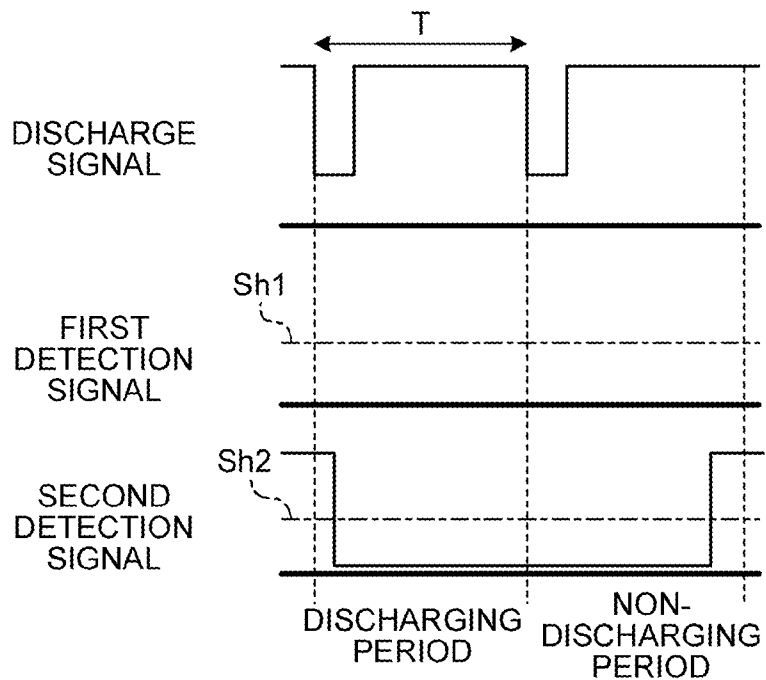 T
DISCHARGE
SIGNAL
Sh1
FIRST
DETECTION
SIGNAL
Sh2
SECOND
DETECTION
SIGNAL
DISCHARGING
PERIOD
NON-
DISCHARGING
PERIOD